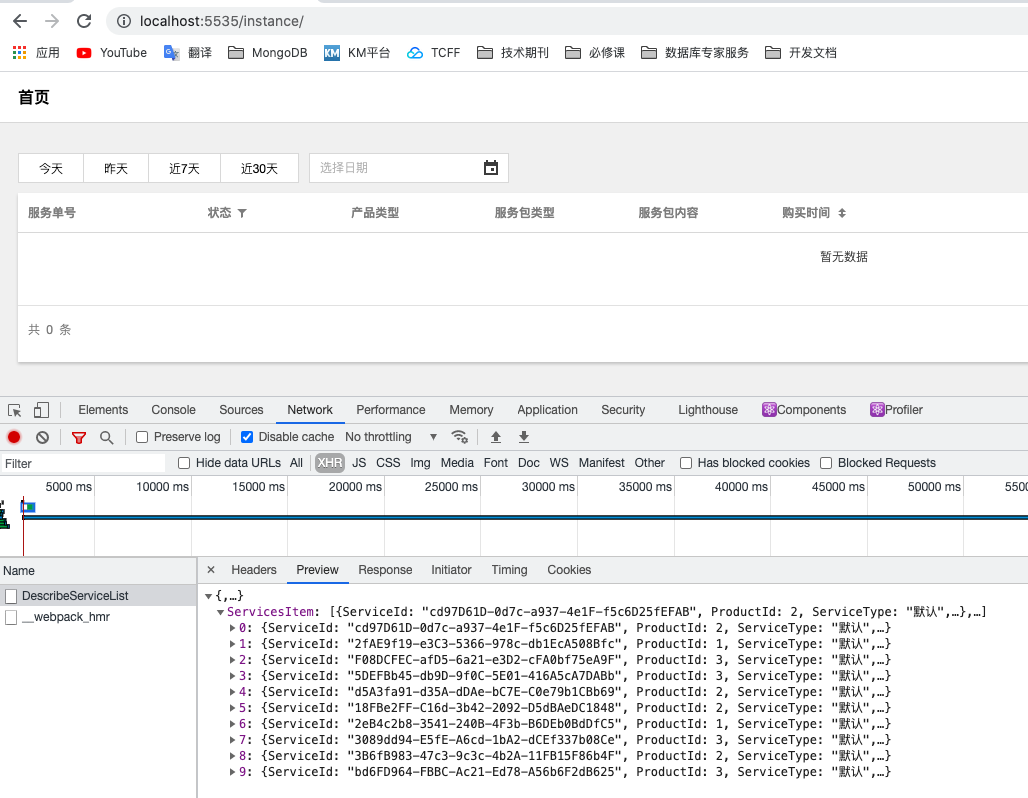 localhost:5535/instance/
应用 YouTube 翻译 MongoDB KM KM平台 TCFF 技术期刊 必修课 数据库专家服务 开发文档
首页
今天 昨天 近7天 近30天 选择日期
服务单号 状态 产品类型 服务包类型 服务包内容 购买时间
暂无数据
共 0 条
Elements Console Sources Network Performance Memory Application Security Lighthouse Components Profiler
Preserve log Disable cache No throttling
Filter Hide data URLs All XHR JS CSS Img Media Font Doc WS Manifest Other Has blocked cookies Blocked Requests
5000 ms 10000 ms 15000 ms 20000 ms 25000 ms 30000 ms 35000 ms 40000 ms 45000 ms 50000 ms 5500
Name × Headers Preview Response Initiator Timing Cookies
DescribeServiceList
__webpack_hmr
{,…}
ServicesItem: [{ServiceId: "cd97D61D-0d7c-a937-4e1F-f5c6D25fEFAB", ProductId: 2, ServiceType: "默认",…},…]
0: {ServiceId: "cd97D61D-0d7c-a937-4e1F-f5c6D25fEFAB", ProductId: 2, ServiceType: "默认",…}
1: {ServiceId: "2fAE9f19-e3C3-5366-978c-db1EcA508Bfc", ProductId: 1, ServiceType: "默认",…}
2: {ServiceId: "F08DCFEC-afD5-6a21-e3D2-cFA0bf75eA9F", ProductId: 3, ServiceType: "默认",…}
3: {ServiceId: "5DEFBb45-db9D-9f0C-5E01-416A5cA7DABb", ProductId: 3, ServiceType: "默认",…}
4: {ServiceId: "d5A3fa91-d35A-dDAe-bC7E-C0e79b1CBb69", ProductId: 2, ServiceType: "默认",…}
5: {ServiceId: "18FBe2FF-C16d-3b42-2092-D5dBAeDC1848", ProductId: 2, ServiceType: "默认",…}
6: {ServiceId: "2eB4c2b8-3541-240B-4F3b-B6DEb0BdDfC5", ProductId: 1, ServiceType: "默认",…}
7: {ServiceId: "3089dd94-E5fE-A6cd-1bA2-dCEf337b08Ce", ProductId: 3, ServiceType: "默认",…}
8: {ServiceId: "3B6fB983-47c3-9c3c-4b2A-11FB15F86b4F", ProductId: 2, ServiceType: "默认",…}
9: {ServiceId: "bd6FD964-FBBC-Ac21-Ed78-A56b6F2dB625", ProductId: 3, ServiceType: "默认",…}